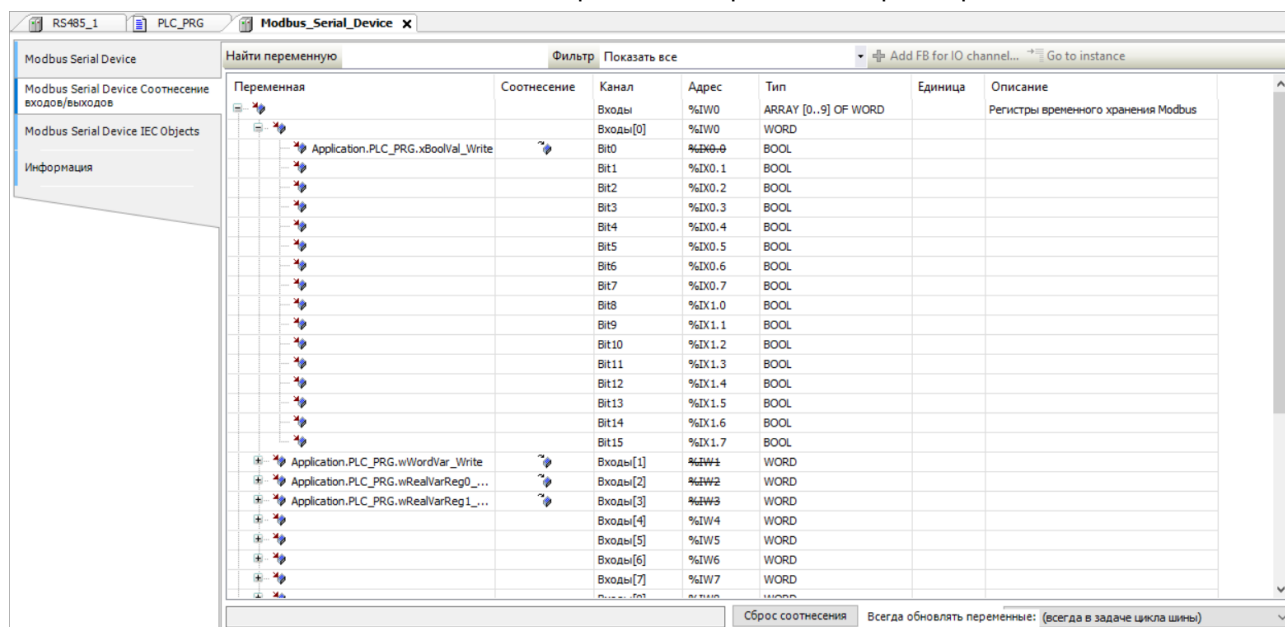 RS485_1 PLC_PRG Modbus_Serial_Device X
Modbus Serial Device
Modbus Serial Device Соотнесение входов/выходов
Modbus Serial Device IEC Objects
Информация
Найти переменную Фильтр Показать все Add FB for IO channel... Go to instance
Переменная Соотнесение Канал Адрес Тип Единица Описание
Входы %IW0 ARRAY [0..9] OF WORD Регистры временного хранения Modbus
Входы[0] %IW0 WORD
Application.PLC_PRG.xBoolVal_Write Bit0 %IX0.0 BOOL
Bit1 %IX0.1 BOOL
Bit2 %IX0.2 BOOL
Bit3 %IX0.3 BOOL
Bit4 %IX0.4 BOOL
Bit5 %IX0.5 BOOL
Bit6 %IX0.6 BOOL
Bit7 %IX0.7 BOOL
Bit8 %IX1.0 BOOL
Bit9 %IX1.1 BOOL
Bit10 %IX1.2 BOOL
Bit11 %IX1.3 BOOL
Bit12 %IX1.4 BOOL
Bit13 %IX1.5 BOOL
Bit14 %IX1.6 BOOL
Bit15 %IX1.7 BOOL
Application.PLC_PRG.wWordVar_Write Входы[1] %IW1 WORD
Application.PLC_PRG.wRealVarReg0_... Входы[2] %IW2 WORD
Application.PLC_PRG.wRealVarReg1_... Входы[3] %IW3 WORD
Входы[4] %IW4 WORD
Входы[5] %IW5 WORD
Входы[6] %IW6 WORD
Входы[7] %IW7 WORD
Сброс соотнесения Всегда обновлять переменные: (всегда в задаче цикла шины)